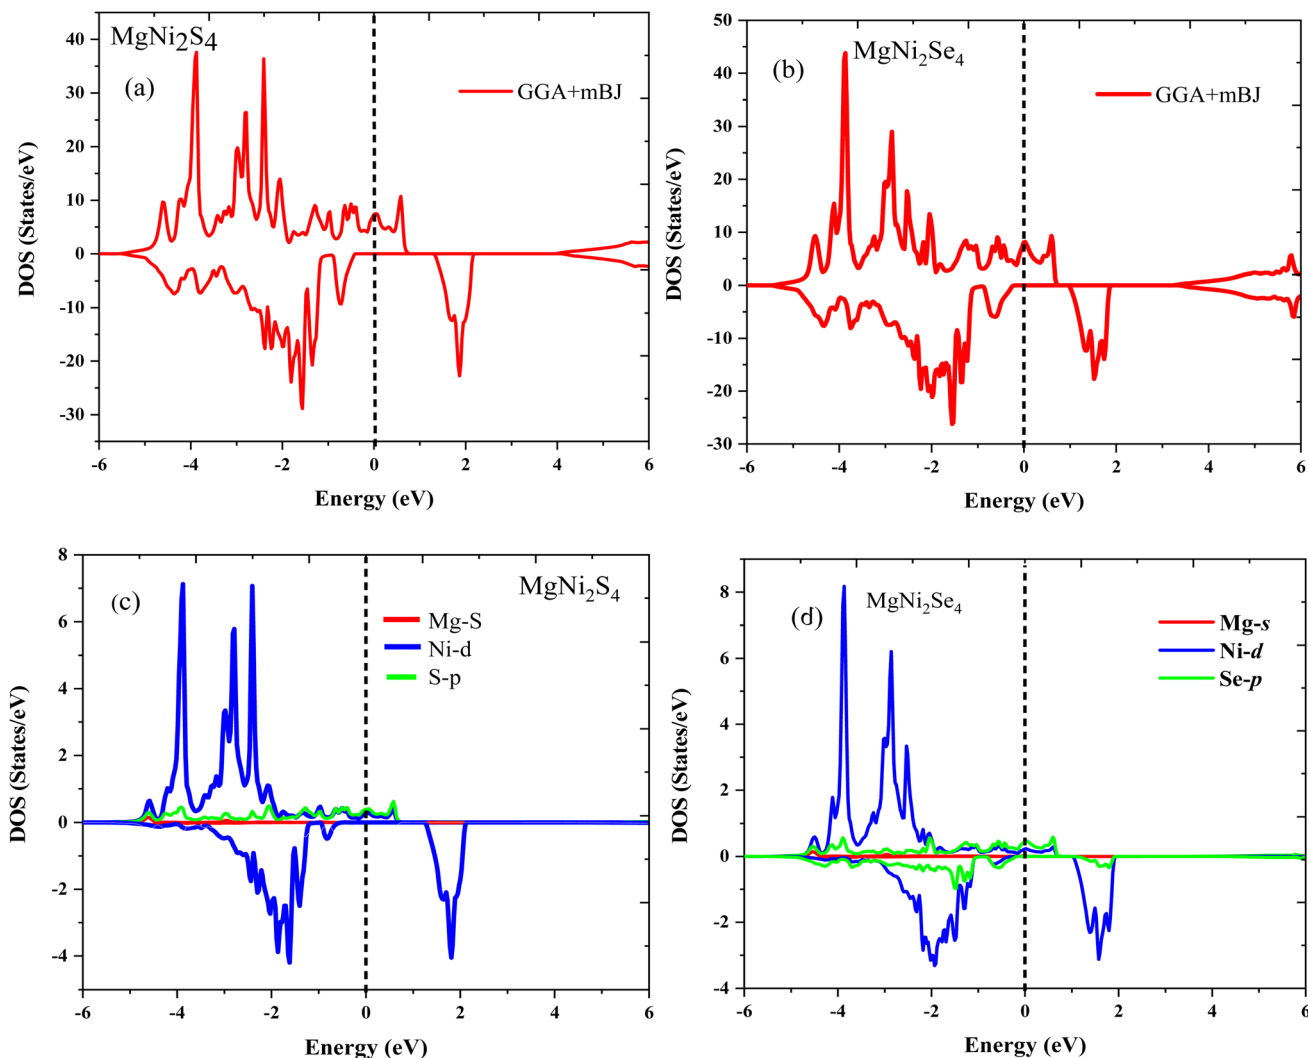 MgNi2S4
(a)
GGA+mBJ
DOS (States/eV)
40
30
20
10
0
-10
-20
-30
-6 -4 -2 0 2 4 6
Energy (eV)
MgNi2Se4
(b)
GGA+mBJ
DOS (States/eV)
50
40
30
20
10
0
-10
-20
-30
-6 -4 -2 0 2 4 6
Energy (eV)
MgNi2S4
(c)
Mg-S
Ni-d
S-p
DOS (States/eV)
8
6
4
2
0
-2
-4
-6 -4 -2 0 2 4 6
Energy (eV)
MgNi2Se4
(d)
Mg-s
Ni-d
Se-p
DOS (States/eV)
8
6
4
2
0
-2
-4
-6 -4 -2 0 2 4 6
Energy (eV)